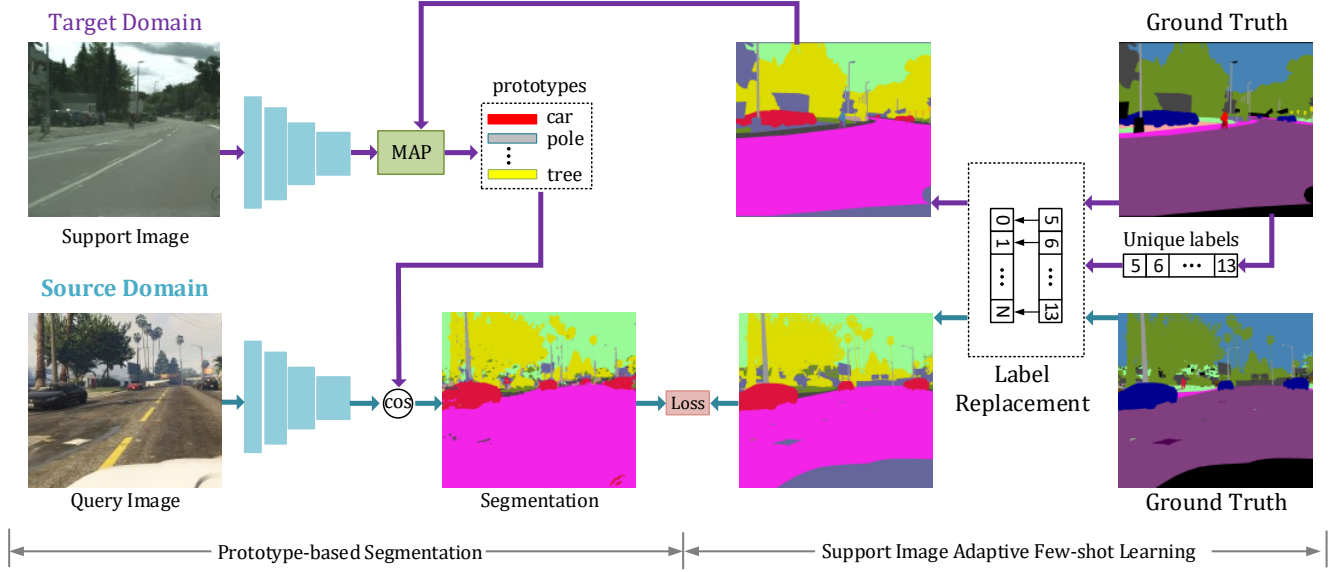 Target Domain
Ground Truth
prototypes
car
pole
tree
MAP
Support Image
Unique labels
5 6 ... 13
0 5
1 6
N 13
Source Domain
Label
Replacement
cos
Loss
Query Image
Segmentation
Ground Truth
Prototype-based Segmentation
Support Image Adaptive Few-shot Learning